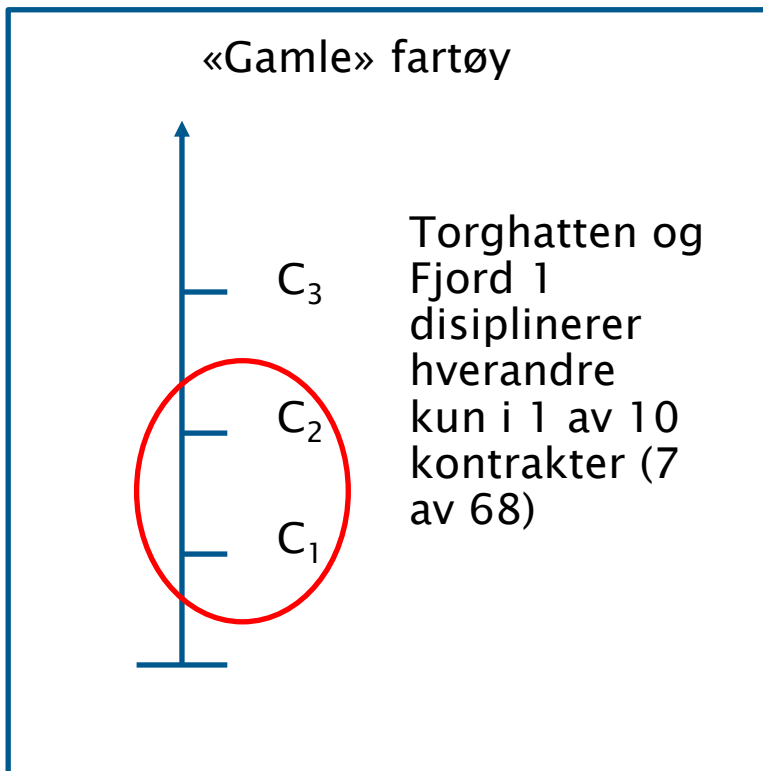 «Gamle» fartøy
Torghatten og
Fjord 1
disiplinerer
hverandre
kun i 1 av 10
kontrakter (7
av 68)
C₃
C₂
C₁